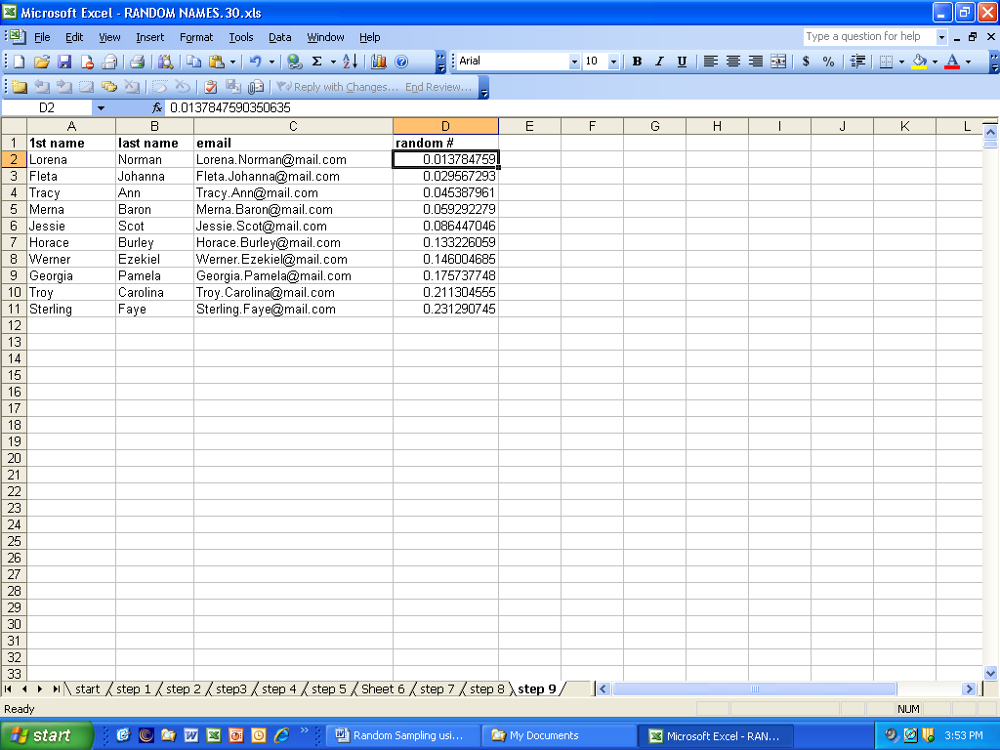 Microsoft Excel - RANDOM NAMES.30.xls
File Edit View Insert Format Tools Data Window Help Type a question for help
Arial 10 B I U $ %
Reply with Changes... End Review...
D2 fx 0.0137847590350635
A B C D E F G H I J K L
1 1st name last name email random #
2 Lorena Norman Lorena.Norman@mail.com 0.013784759
3 Fleta Johanna Fleta.Johanna@mail.com 0.029567293
4 Tracy Ann Tracy.Ann@mail.com 0.045387961
5 Merna Baron Merna.Baron@mail.com 0.059292279
6 Jessie Scot Jessie.Scot@mail.com 0.086447046
7 Horace Burley Horace.Burley@mail.com 0.133226059
8 Werner Ezekiel Werner.Ezekiel@mail.com 0.146004685
9 Georgia Pamela Georgia.Pamela@mail.com 0.175737748
10 Troy Carolina Troy.Carolina@mail.com 0.211304555
11 Sterling Faye Sterling.Faye@mail.com 0.231290745
12
13
14
15
16
17
18
19
20
21
22
23
24
25
26
27
28
29
30
31
32
33
start step 1 step 2 step3 step 4 step 5 Sheet 6 step 7 step 8 step 9
Ready NUM
start Random Sampling usi... My Documents Microsoft Excel - RAN... 3:53 PM